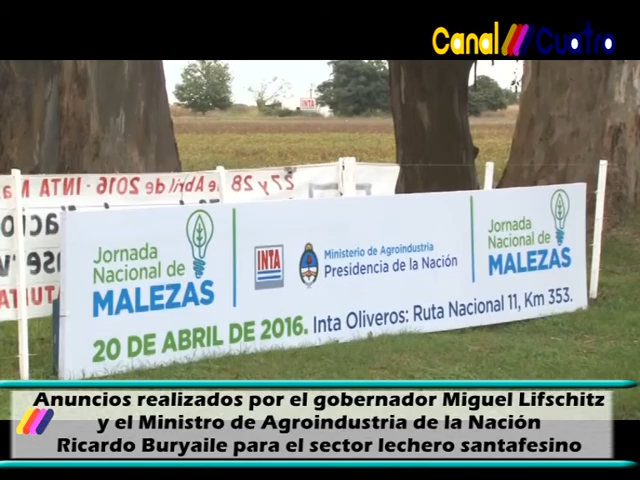 Canal Cuatro
INTA
27 y 28 de Abril de 2016 - INTA
Jornada
Nacional de
MALEZAS
INTA
Ministerio de Agroindustria
Presidencia de la Nación
Jornada
Nacional de
MALEZAS
20 DE ABRIL DE 2016. Inta Oliveros: Ruta Nacional 11, Km 353.
Anuncios realizados por el gobernador Miguel Lifschitz
y el Ministro de Agroindustria de la Nación
Ricardo Buryaile para el sector lechero santafesino